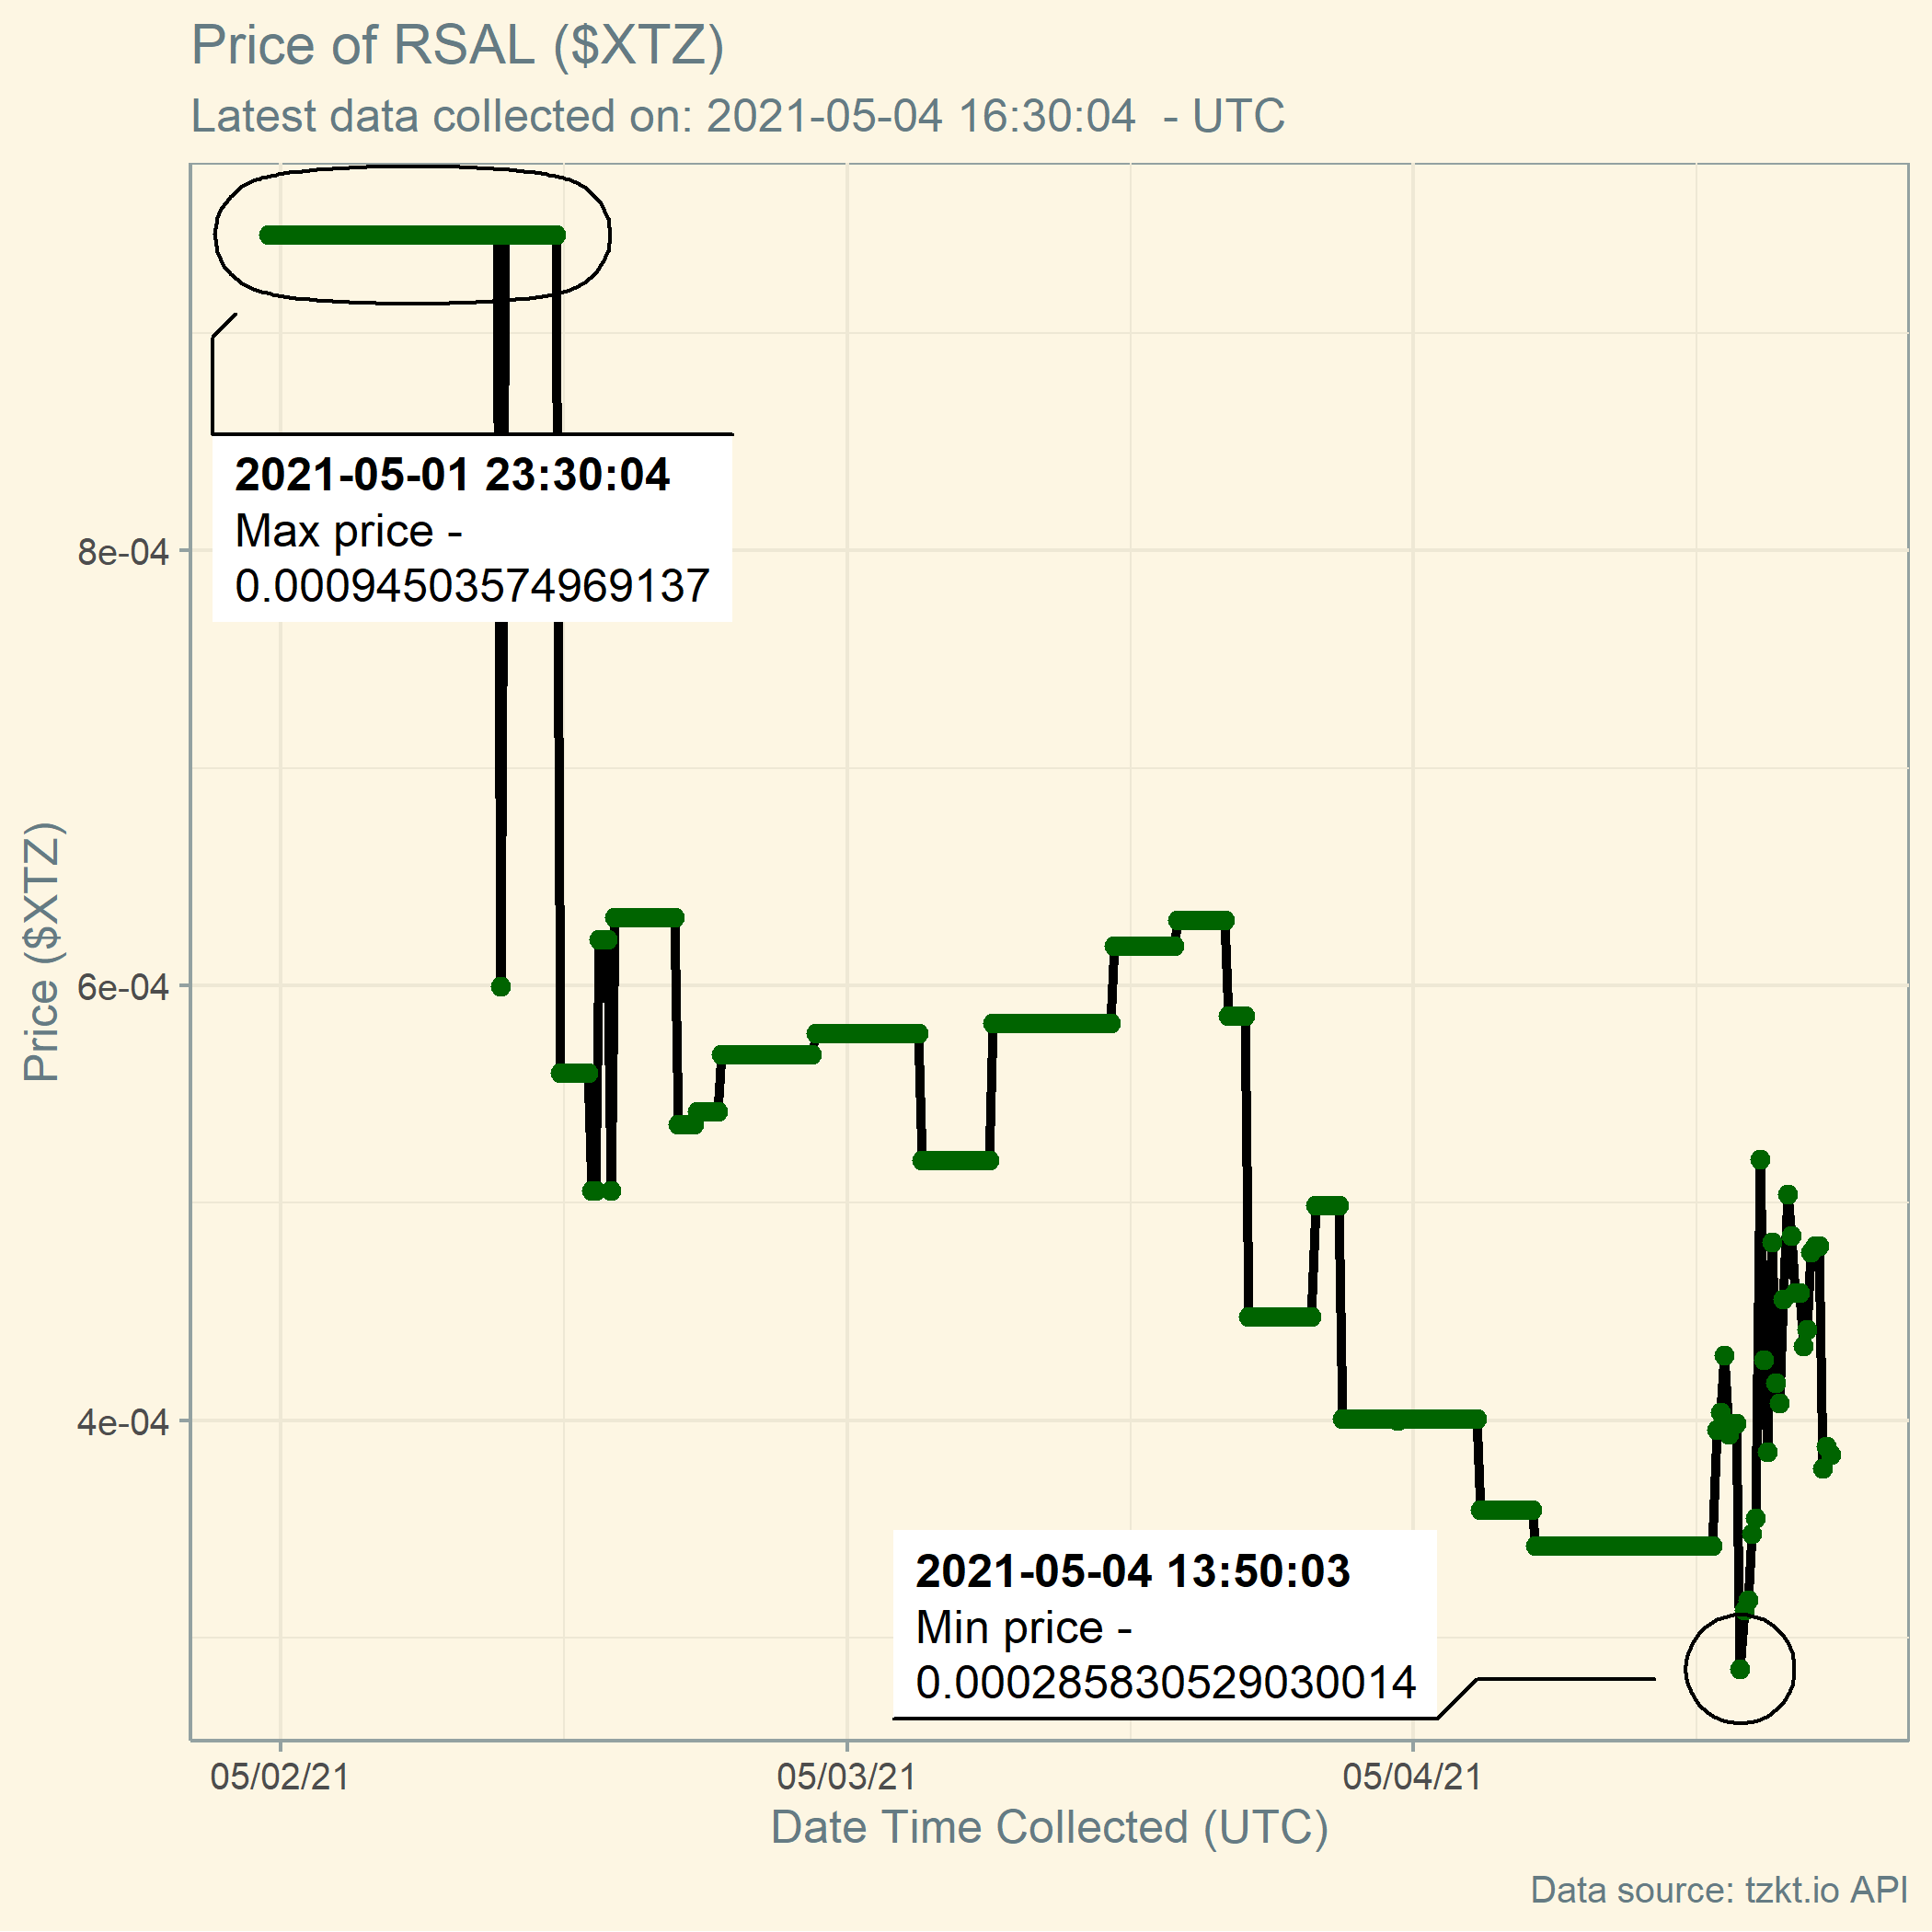 Price of RSAL ($XTZ)
Latest data collected on: 2021-05-04 16:30:04  - UTC
2021-05-01 23:30:04
Max price -
0.00094503574969137
8e-04
Price ($XTZ)
6e-04
4e-04
2021-05-04 13:50:03
Min price -
0.000285830529030014
05/02/21
05/03/21
05/04/21
Date Time Collected (UTC)
Data source: tzkt.io API